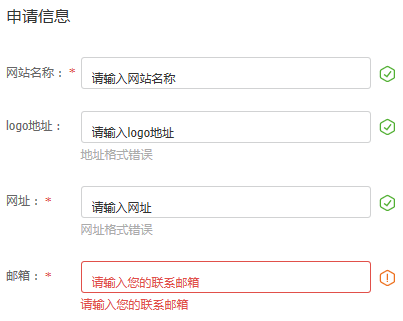 申请信息
网站名称： * 请输入网站名称
logo地址： 请输入logo地址
地址格式错误
网址： * 请输入网址
网址格式错误
邮箱： * 请输入您的联系邮箱
请输入您的联系邮箱